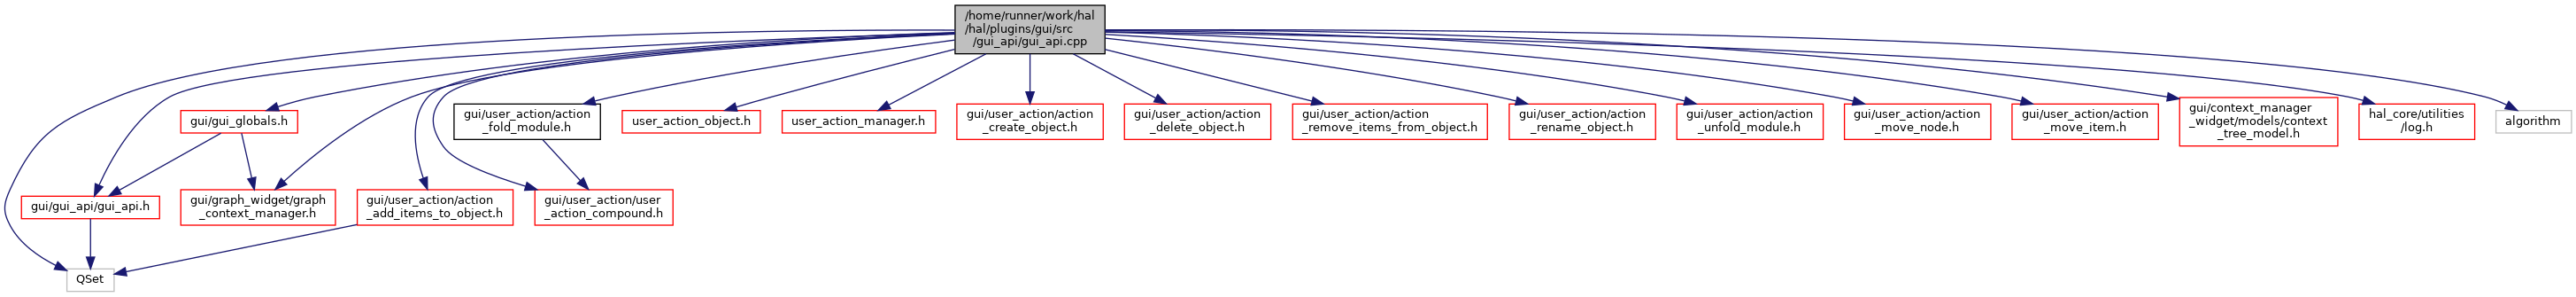 /home/runner/work/hal
/hal/plugins/gui/src
/gui_api/gui_api.cpp
gui/gui_globals.h
gui/user_action/action
_fold_module.h
user_action_object.h
user_action_manager.h
gui/user_action/action
_create_object.h
gui/user_action/action
_delete_object.h
gui/user_action/action
_remove_items_from_object.h
gui/user_action/action
_rename_object.h
gui/user_action/action
_unfold_module.h
gui/user_action/action
_move_node.h
gui/user_action/action
_move_item.h
gui/context_manager
_widget/models/context
_tree_model.h
hal_core/utilities
/log.h
algorithm
gui/gui_api/gui_api.h
gui/graph_widget/graph
_context_manager.h
gui/user_action/action
_add_items_to_object.h
gui/user_action/user
_action_compound.h
QSet